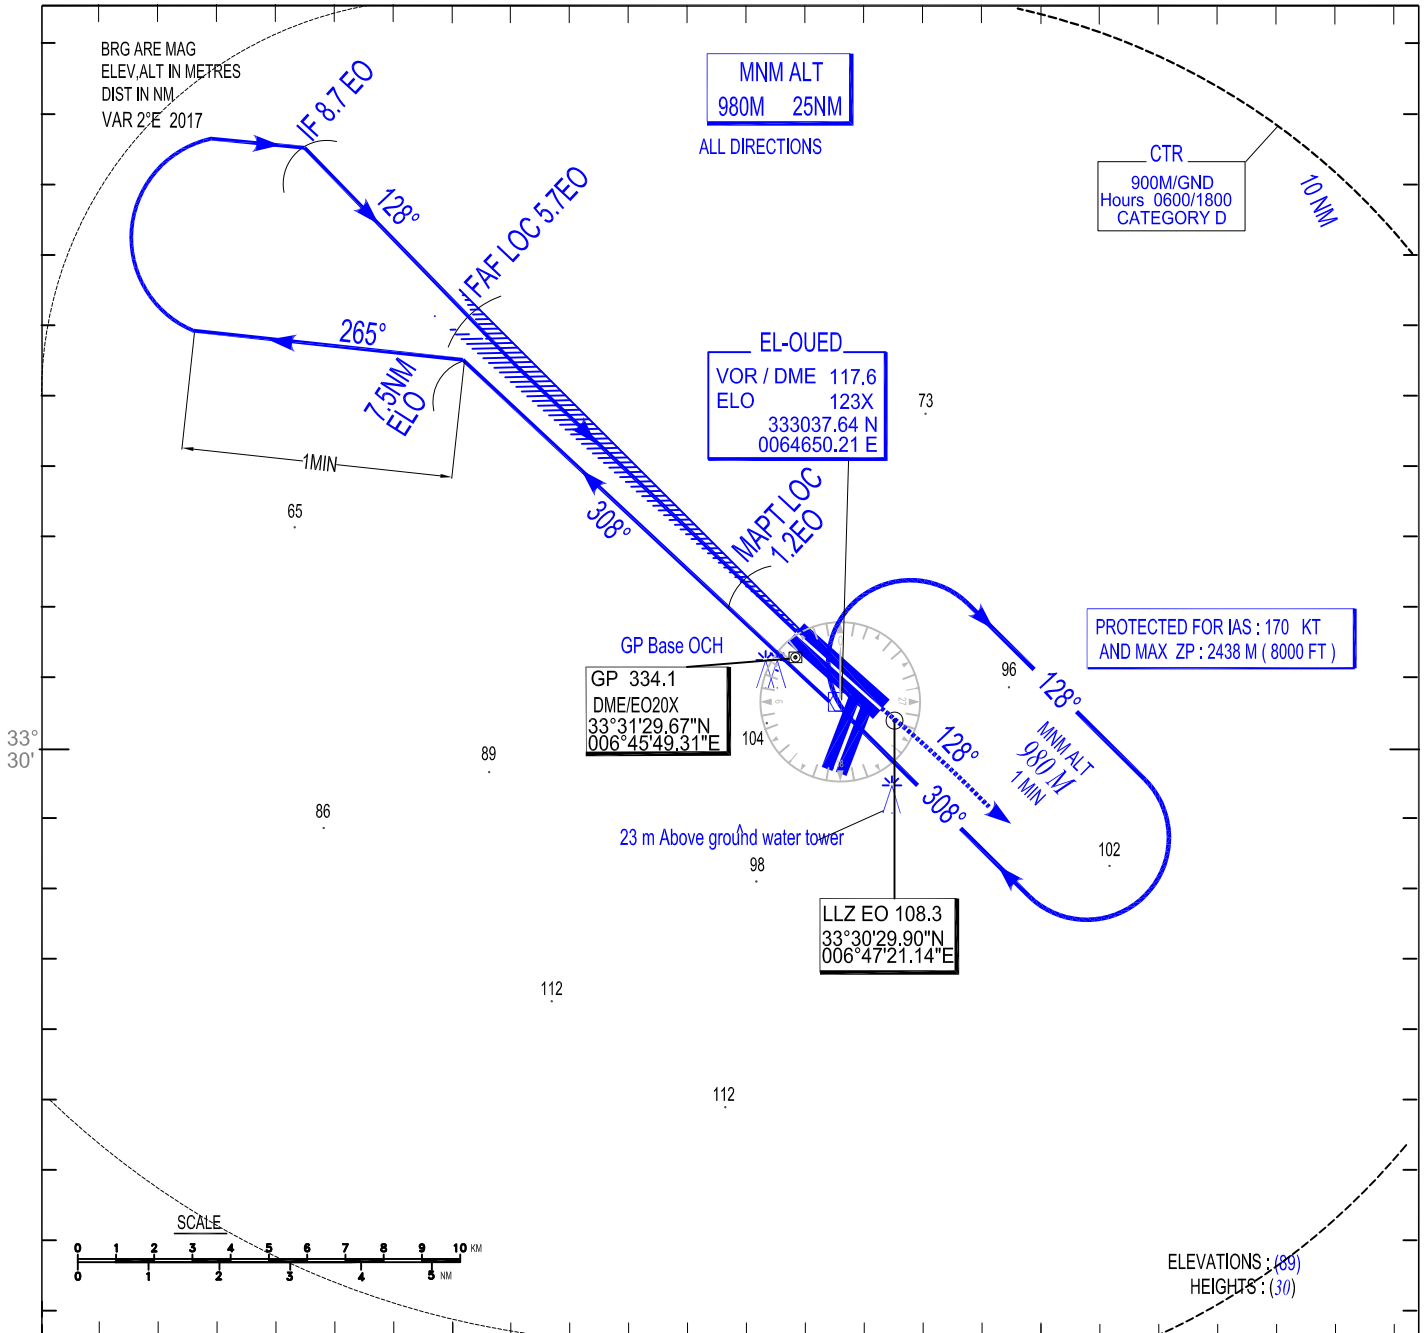 BRG ARE MAG
ELEV,ALT IN METRES
DIST IN NM
VAR 2°E 2017
IF 8.7 EO
MNM ALT
980M 25NM
ALL DIRECTIONS
CTR
900M/GND
Hours 0600/1800
CATEGORY D
10 NM
128°
FAF LOC 5.7EO
265°
7.5NM
ELO
1MIN
EL-OUED
VOR / DME 117.6
ELO 123X
333037.64 N
0064650.21 E
73
65
308°
MAPT LOC
1.2EO
GP Base OCH
GP 334.1
DME/EO20X
33°31'29.67"N
006°45'49.31"E
PROTECTED FOR IAS : 170 KT
AND MAX ZP : 2438 M ( 8000 FT )
96
128°
MNM ALT
980 M
1 MIN
128°
308°
27
33°
30'
104
89
86
23 m Above ground water tower
98
102
LLZ EO 108.3
33°30'29.90"N
006°47'21.14"E
112
112
SCALE
0 1 2 3 4 5 6 7 8 9 10 KM
0 1 2 3 4 5 NM
ELEVATIONS : (89)
HEIGHTS : (30)